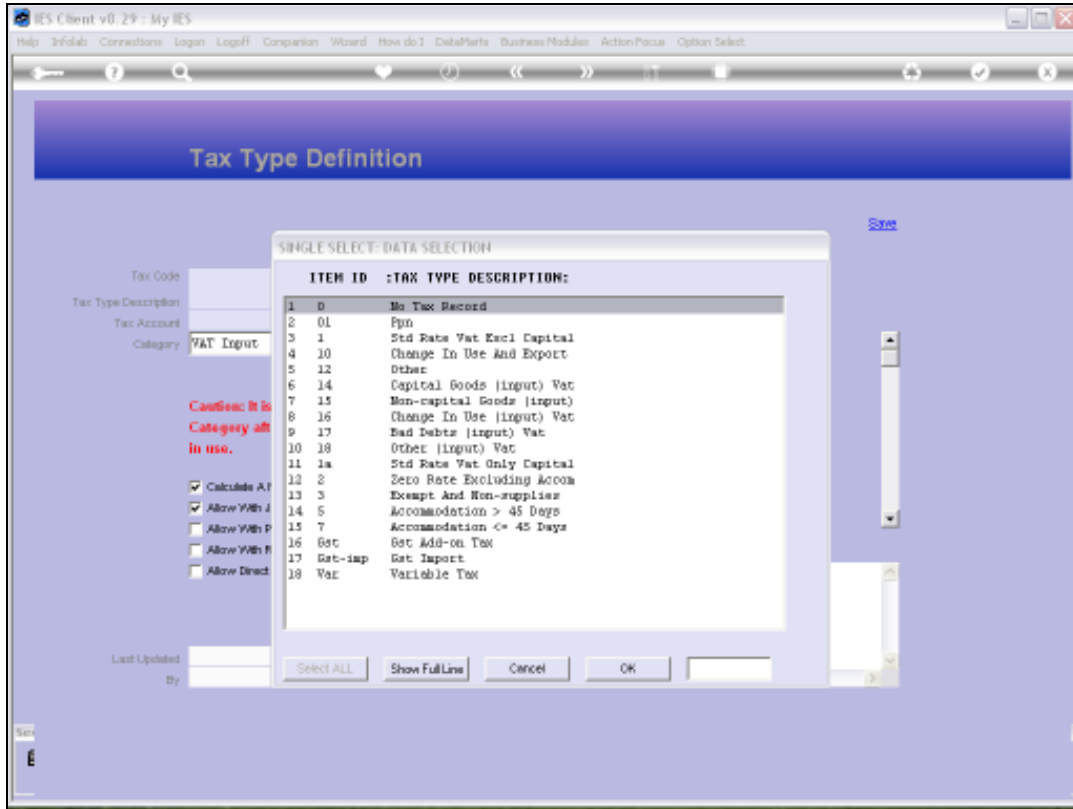 IES Client v8.29 : My IES
Help Infolab Connections Logon Logoff Companion Wizard How do I DataMarts Business Modules Action Focus Option Select
Tax Type Definition
Save
SINGLE SELECT: DATA SELECTION
ITEM ID :TAX TYPE DESCRIPTION:
1 0 No Tax Record
2 01 Ppn
3 1 Std Rate Vat Excl Capital
4 10 Change In Use And Export
5 12 Other
6 14 Capital Goods (input) Vat
7 15 Non-capital Goods (input)
8 16 Change In Use (input) Vat
9 17 Bad Debts (input) Vat
10 18 Other (input) Vat
11 1a Std Rate Vat Only Capital
12 2 Zero Rate Excluding Accom
13 3 Exempt And Non-supplies
14 5 Accommodation > 45 Days
15 7 Accommodation <= 45 Days
16 Gst Gst Add-on Tax
17 Gst-imp Gst Import
18 Var Variable Tax
Select ALL Show Full Line Cancel OK
Tax Code
Tax Type Description
Tax Account
Category VAT Input
Caution: It is
Category aft
in use.
Calculate A
Allow With J
Allow With P
Allow With
Allow Direct
Last Updated
By